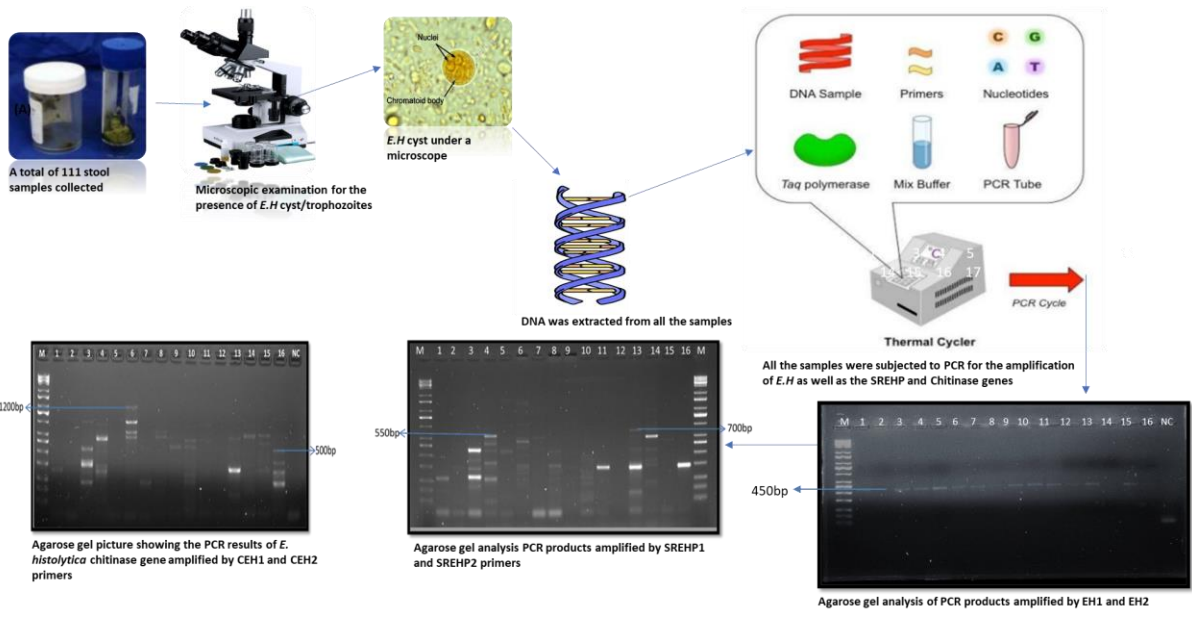 (A)
A total of 111 stool
samples collected
Microscopic examination for the
presence of E.H cyst/trophozoites
Nuclei
Chromatoid body
E.H cyst under a
microscope
DNA was extracted from all the samples
C G
DNA Sample Primers A T
Nucleotides
Taq polymerase Mix Buffer PCR Tube
°C
3 4 5
14 15 16 17
PCR Cycle
Thermal Cycler
All the samples were subjected to PCR for the amplification
of E.H as well as the SREHP and Chitinase genes
M 1 2 3 4 5 6 7 8 9 10 11 12 13 14 15 16 NC
1200bp
500bp
Agarose gel picture showing the PCR results of E.
histolytica chitinase gene amplified by CEH1 and CEH2
primers
M 1 2 3 4 5 6 7 8 9 10 11 12 13 14 15 16 M
550bp
700bp
Agarose gel analysis PCR products amplified by SREHP1
and SREHP2 primers
M 1 2 3 4 5 6 7 8 9 10 11 12 13 14 15 16 NC
450bp
Agarose gel analysis of PCR products amplified by EH1 and EH2